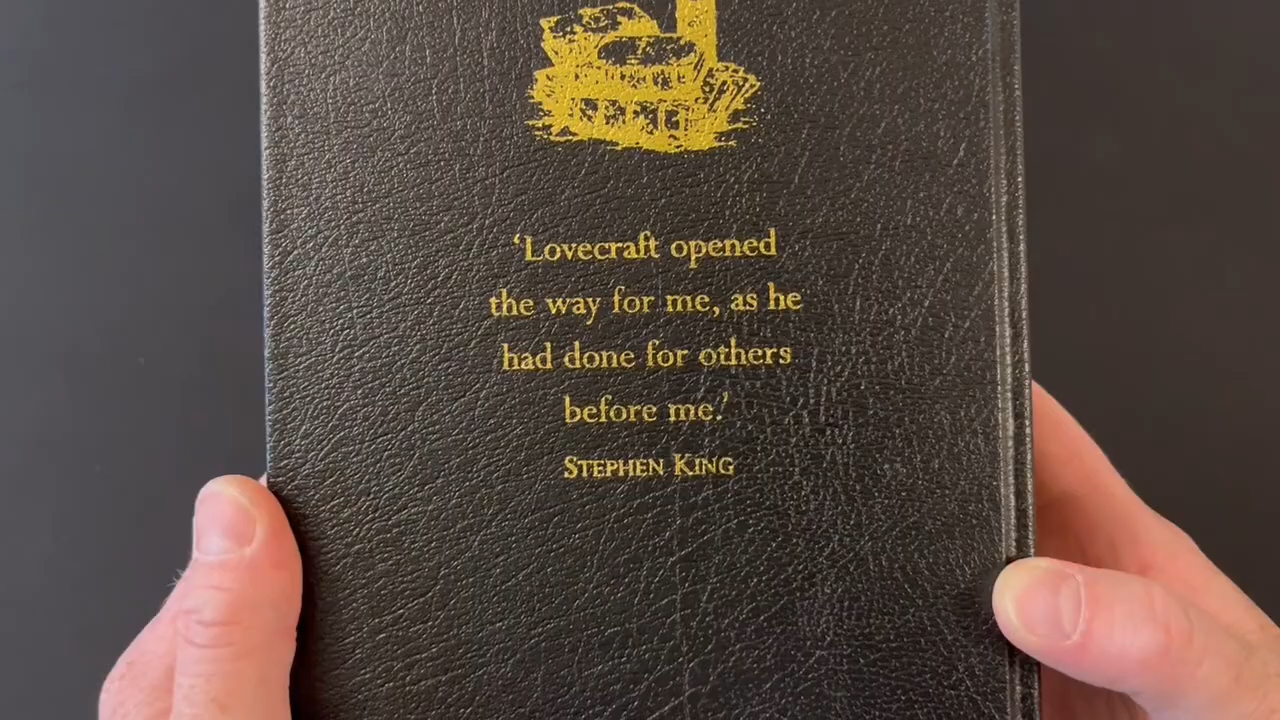 ‘Lovecraft opened
the way for me, as he
had done for others
before me.’
STEPHEN KING